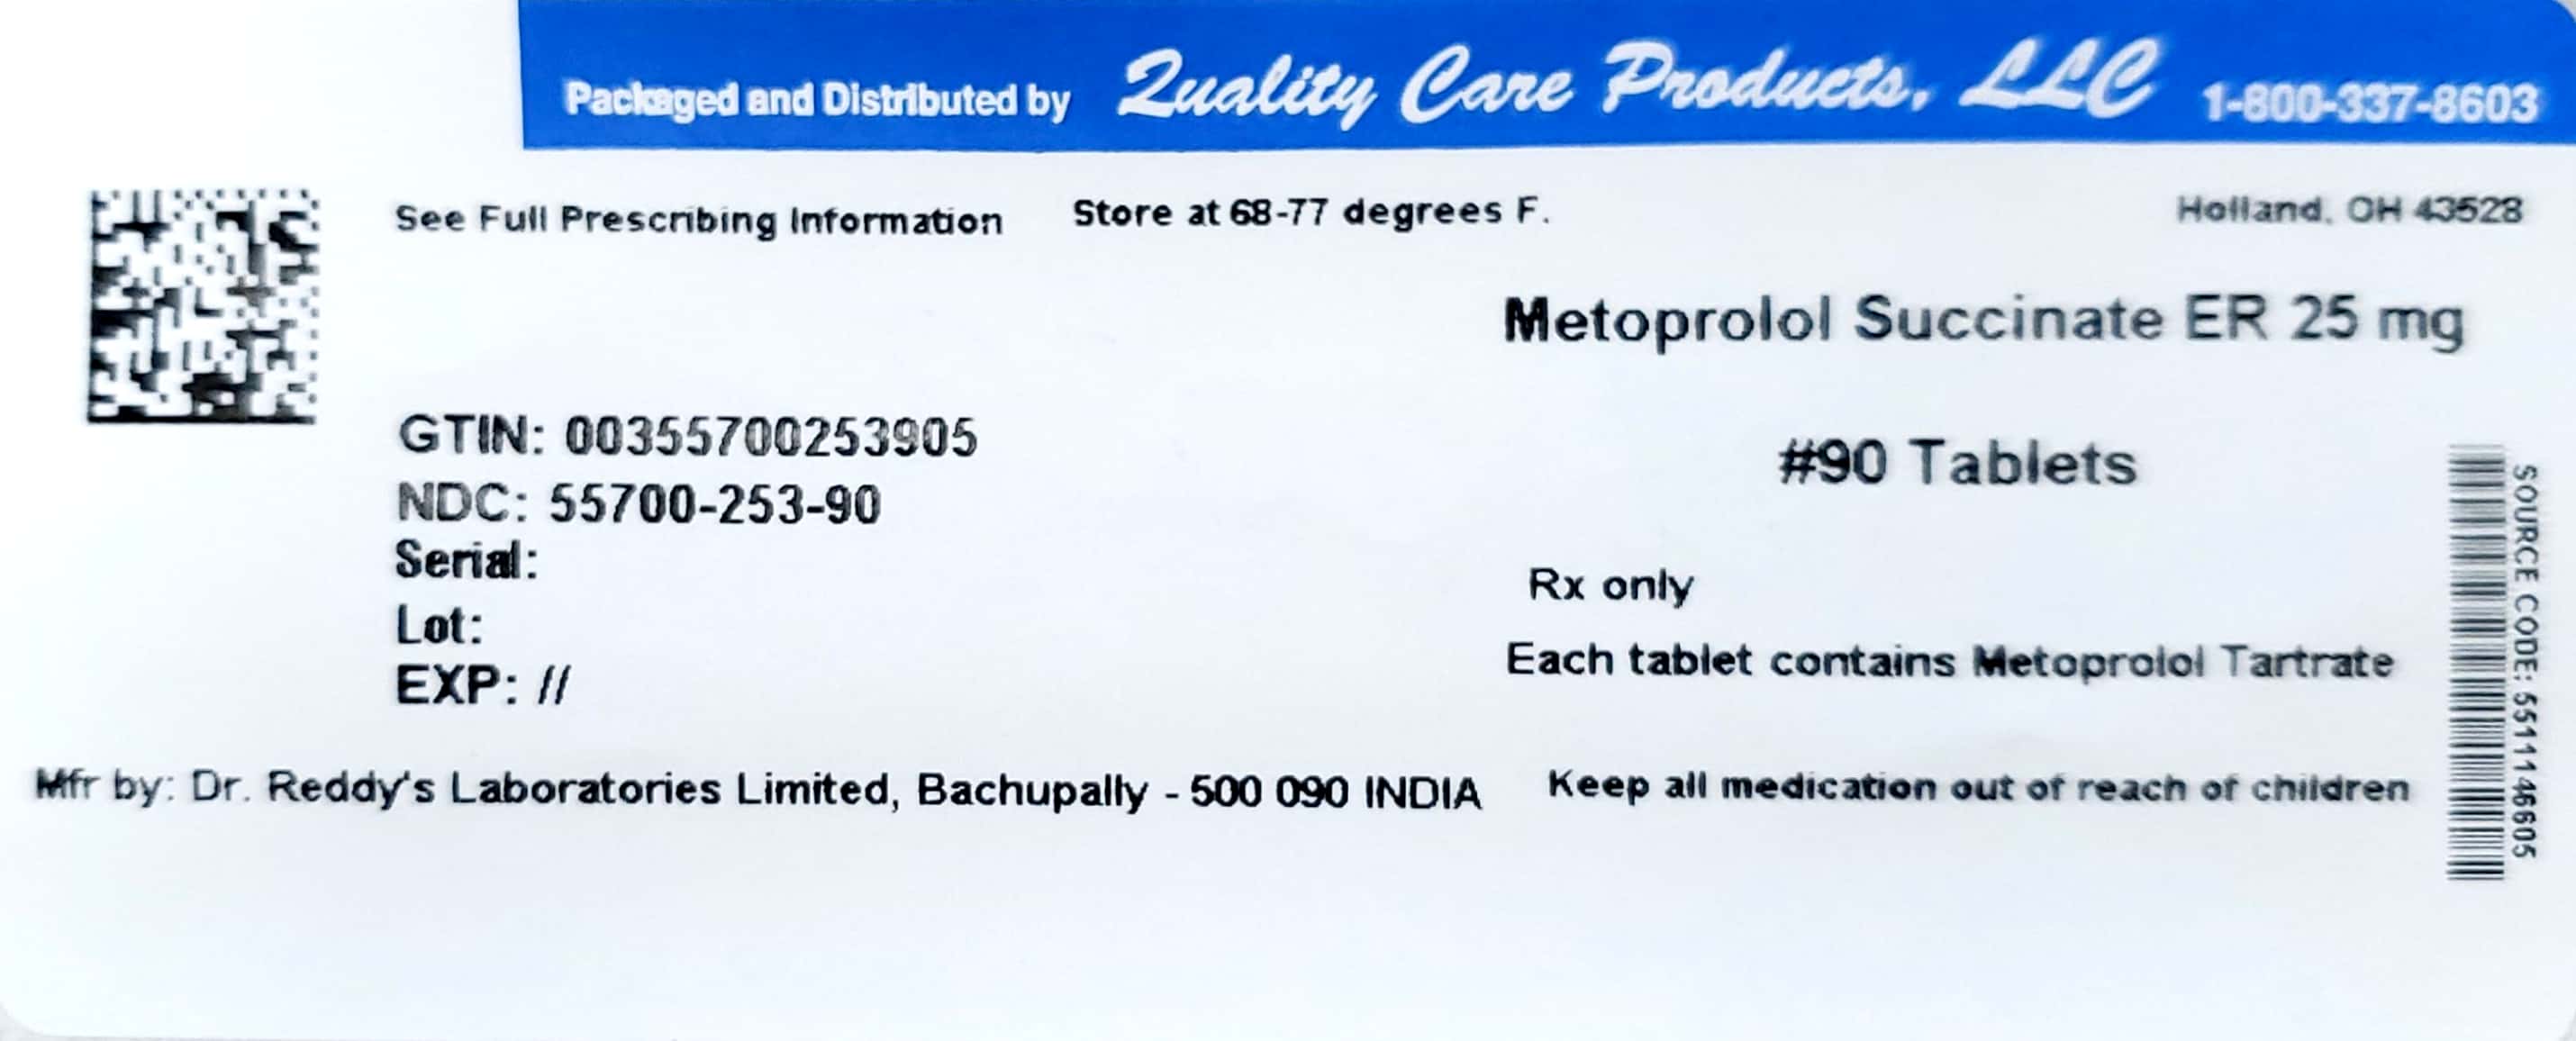 Packaged and Distributed by Quality Care Products, LLC 1-800-337-8603
See Full Prescribing Information Store at 68-77 degrees F. Holland, OH 43528
Metoprolol Succinate ER 25 mg
GTIN: 00355700253905
#90 Tablets
NDC: 55700-253-90
Serial:
Rx only
Lot:
Each tablet contains Metoprolol Tartrate
EXP: //
Mfr by: Dr. Reddy's Laboratories Limited, Bachupally - 500 090 INDIA
Keep all medication out of reach of children
SOURCE CODE: 5511146605